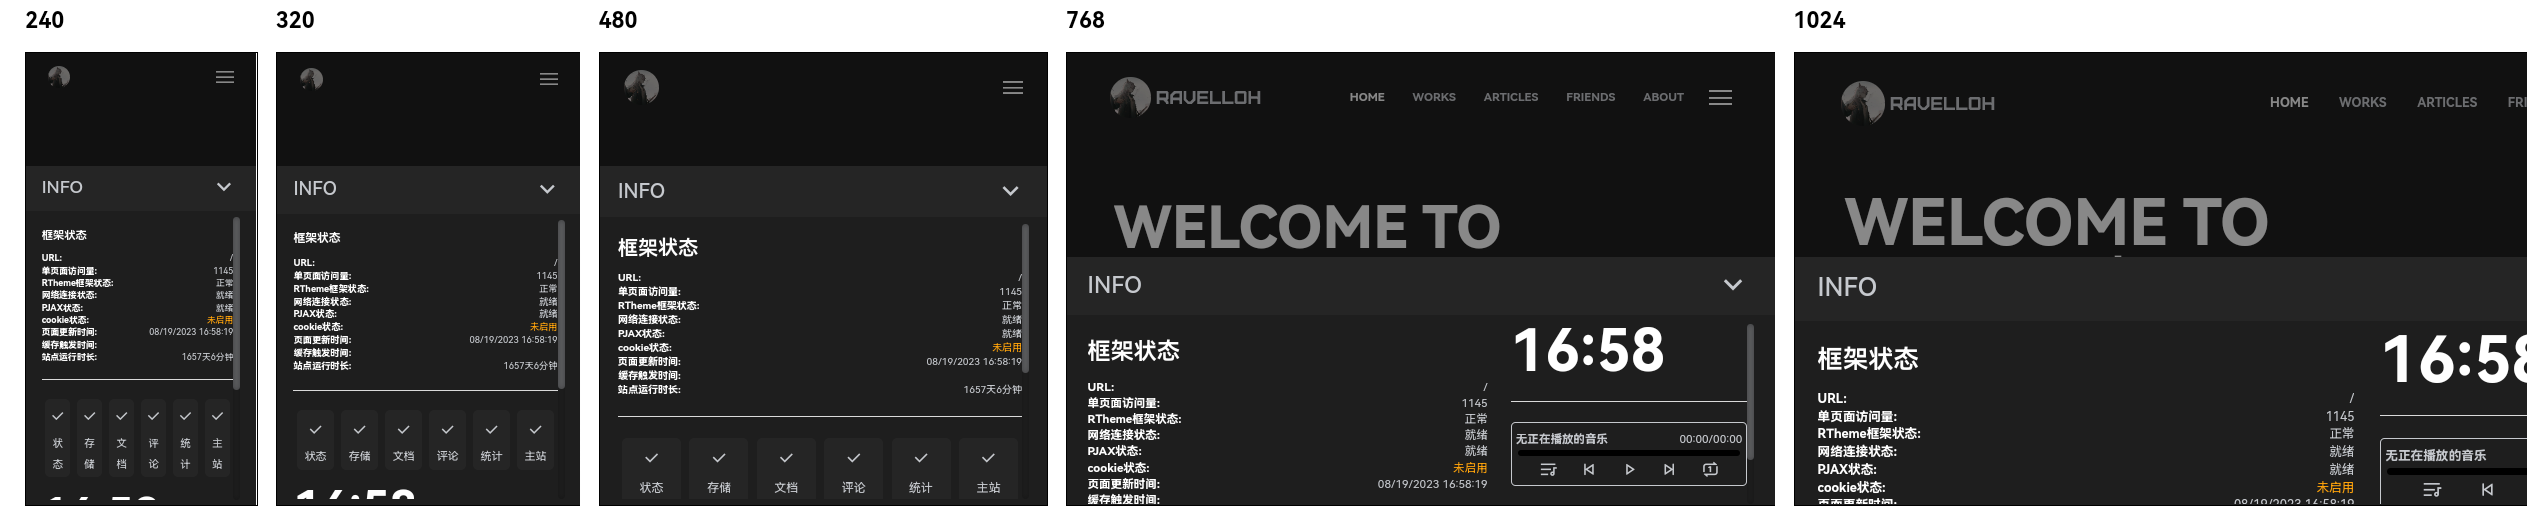 240
INFO
框架状态
URL: /
单页面访问量: 1145
RTheme框架状态: 正常
网络连接状态: 就绪
PJAX状态: 就绪
cookie状态: 未启用
页面更新时间: 08/19/2023 16:58:19
缓存触发时间:
站点运行时长: 1657天6分钟
状态 存储 文档 评论 统计 主站
320
INFO
框架状态
URL: /
单页面访问量: 1145
RTheme框架状态: 正常
网络连接状态: 就绪
PJAX状态: 就绪
cookie状态: 未启用
页面更新时间: 08/19/2023 16:58:19
缓存触发时间:
站点运行时长: 1657天6分钟
状态 存储 文档 评论 统计 主站
16:58
480
INFO
框架状态
URL: /
单页面访问量: 1145
RTheme框架状态: 正常
网络连接状态: 就绪
PJAX状态: 就绪
cookie状态: 未启用
页面更新时间: 08/19/2023 16:58:19
缓存触发时间:
站点运行时长: 1657天6分钟
状态 存储 文档 评论 统计 主站
768
RAVELLOH HOME WORKS ARTICLES FRIENDS ABOUT
WELCOME TO
INFO
框架状态
URL: /
单页面访问量: 1145
RTheme框架状态: 正常
网络连接状态: 就绪
PJAX状态: 就绪
cookie状态: 未启用
页面更新时间: 08/19/2023 16:58:19
缓存触发时间:
16:58
无正在播放的音乐 00:00/00:00
1024
RAVELLOH HOME WORKS ARTICLES
WELCOME TO
INFO
框架状态
URL: /
单页面访问量: 1145
RTheme框架状态: 正常
网络连接状态: 就绪
PJAX状态: 就绪
cookie状态: 未启用
页面更新时间: 08/19/2023 16:58:19
16:58
无正在播放的音乐